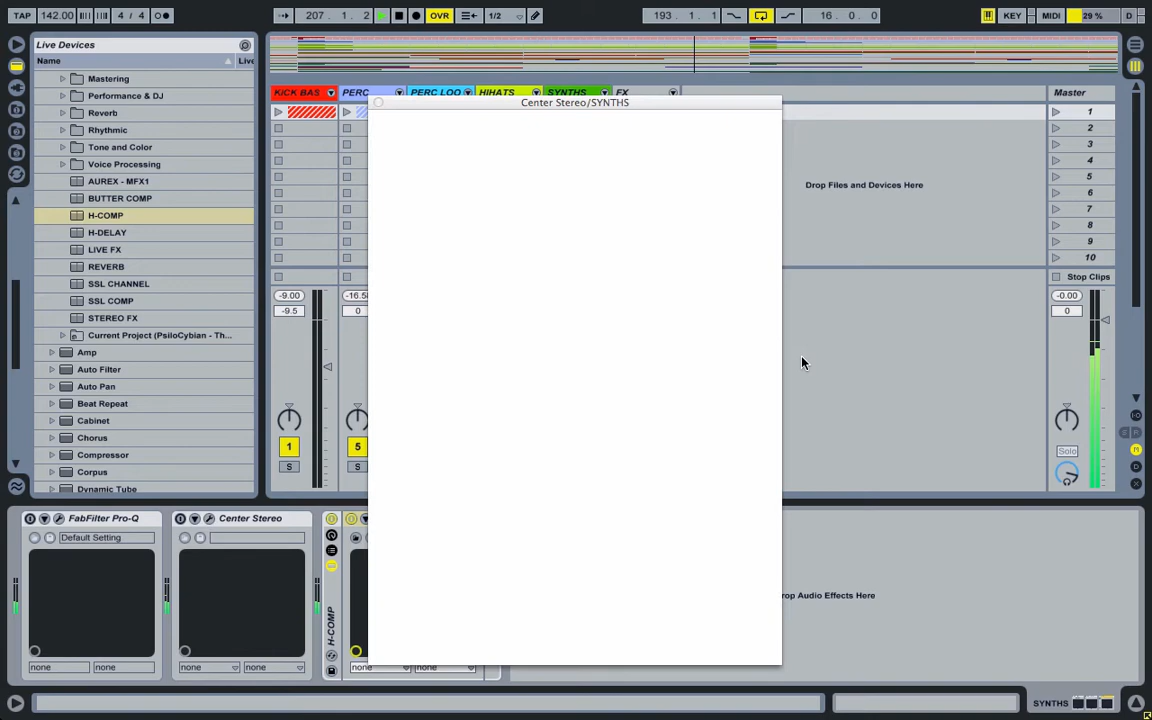 TAP 142.00 4 / 4 207. 1. 2 OVR 1/2 193. 1. 1 16. 0. 0 KEY MIDI 29 % D
Live Devices
Name Live
Mastering
Performance & DJ
Reverb
Rhythmic
Tone and Color
Voice Processing
AUREX - MFX1
BUTTER COMP
H-COMP
H-DELAY
LIVE FX
REVERB
SSL CHANNEL
SSL COMP
STEREO FX
Current Project (PsiloCybian - Th...
Amp
Auto Filter
Auto Pan
Beat Repeat
Cabinet
Chorus
Compressor
Corpus
Dynamic Tube
KICK BAS PERC PERC LOO HIHATS SYNTHS FX Master
Center Stereo/SYNTHS
1
2
3
4
5
6
7
8
9
10
Drop Files and Devices Here
Stop Clips
-9.00 -16.5 -0.00
-9.5 0 0
1 5 Solo
S S
FabFilter Pro-Q Center Stereo
Default Setting
H-COMP
rop Audio Effects Here
none none none none none none
SYNTHS